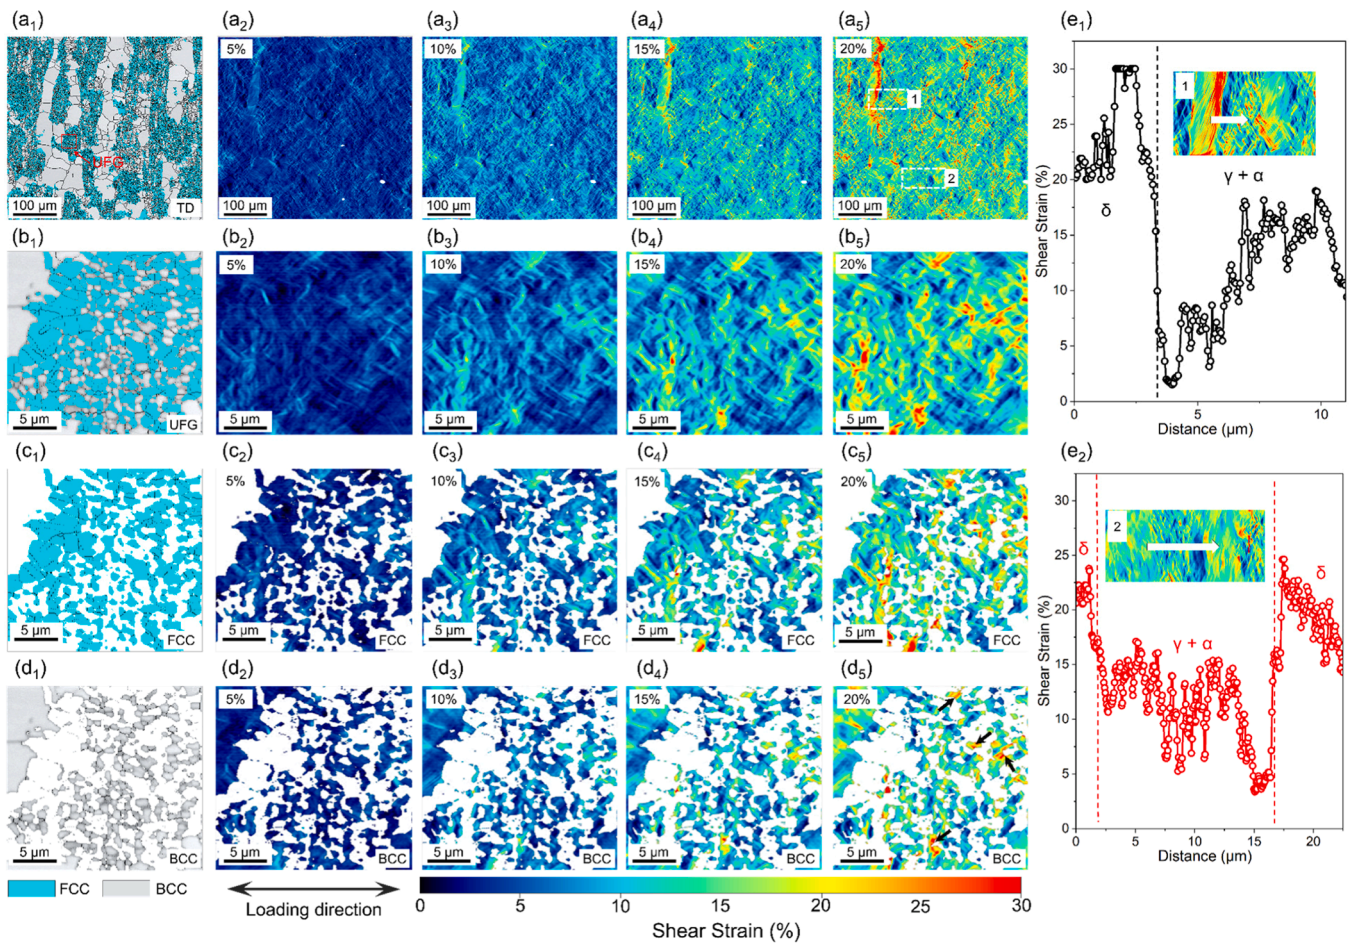 (a1) (a2) (a3) (a4) (a5) (e1)
5% 10% 15% 20%
1
2
UFG
TD
100 μm 100 μm 100 μm 100 μm 100 μm
(b1) (b2) (b3) (b4) (b5)
5% 10% 15% 20%
UFG
5 μm 5 μm 5 μm 5 μm 5 μm
(c1) (c2) (c3) (c4) (c5)
5% 10% 15% 20%
FCC FCC FCC FCC FCC
5 μm 5 μm 5 μm 5 μm 5 μm
(d1) (d2) (d3) (d4) (d5)
5% 10% 15% 20%
BCC BCC BCC BCC BCC
5 μm 5 μm 5 μm 5 μm 5 μm
FCC BCC
Loading direction
0 5 10 15 20 25 30
Shear Strain (%)
30
25
20
15
10
5
0
Shear Strain (%)
1
γ + α
δ
0 5 10
Distance (μm)
(e2)
30
25
20
15
10
5
0
Shear Strain (%)
2
δ
δ
γ + α
0 5 10 15 20
Distance (μm)